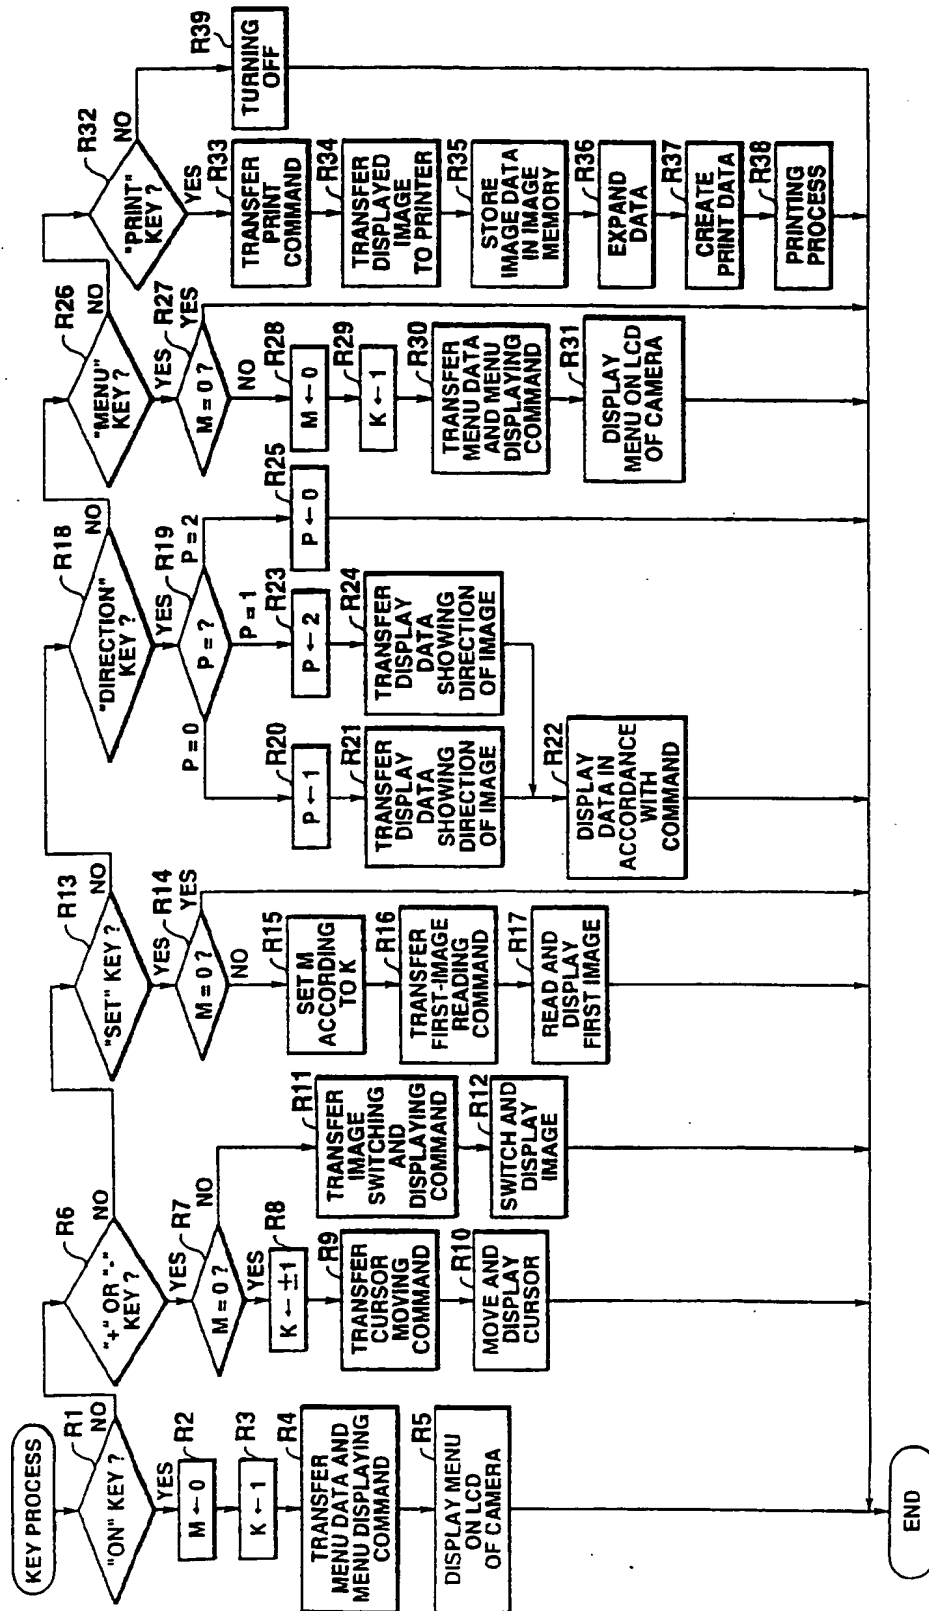 KEY PROCESS
"ON" KEY ?
R1
NO
YES
R2
M ← 0
R3
K ← 1
R4
TRANSFER
MENU DATA AND
MENU DISPLAYING
COMMAND
R5
DISPLAY MENU
ON LCD
OF CAMERA
"+" OR "-"
KEY ?
R6
NO
YES
R7
M = 0 ?
NO
YES
R8
K ← ±1
R9
TRANSFER
CURSOR
MOVING
COMMAND
R10
MOVE AND
DISPLAY
CURSOR
R11
TRANSFER
IMAGE
SWITCHING
AND
DISPLAYING
COMMAND
R12
SWITCH AND
DISPLAY
IMAGE
"SET" KEY ?
R13
NO
YES
R14
M = 0 ?
YES
NO
R15
SET M
ACCORDING
TO K
R16
TRANSFER
FIRST-IMAGE
READING
COMMAND
R17
READ AND
DISPLAY
FIRST IMAGE
"DIRECTION"
KEY ?
R18
NO
YES
R19
P = ?
P = 0
P = 1
P = 2
R20
P ← 1
R21
TRANSFER
DISPLAY
DATA
SHOWING
DIRECTION
OF IMAGE
R22
DISPLAY
DATA IN
ACCORDANCE
WITH
COMMAND
R23
P ← 2
R24
TRANSFER
DISPLAY
DATA
SHOWING
DIRECTION
OF IMAGE
R25
P ← 0
"MENU"
KEY ?
R26
NO
YES
R27
M = 0 ?
YES
NO
R28
M ← 0
R29
K ← 1
R30
TRANSFER
MENU DATA
AND MENU
DISPLAYING
COMMAND
R31
DISPLAY
MENU ON LCD
OF CAMERA
"PRINT"
KEY ?
R32
NO
YES
R33
TRANSFER
PRINT
COMMAND
R34
TRANSFER
DISPLAYED
IMAGE
TO PRINTER
R35
STORE
IMAGE DATA
IN IMAGE
MEMORY
R36
EXPAND
DATA
R37
CREATE
PRINT DATA
R38
PRINTING
PROCESS
R39
TURNING
OFF
END